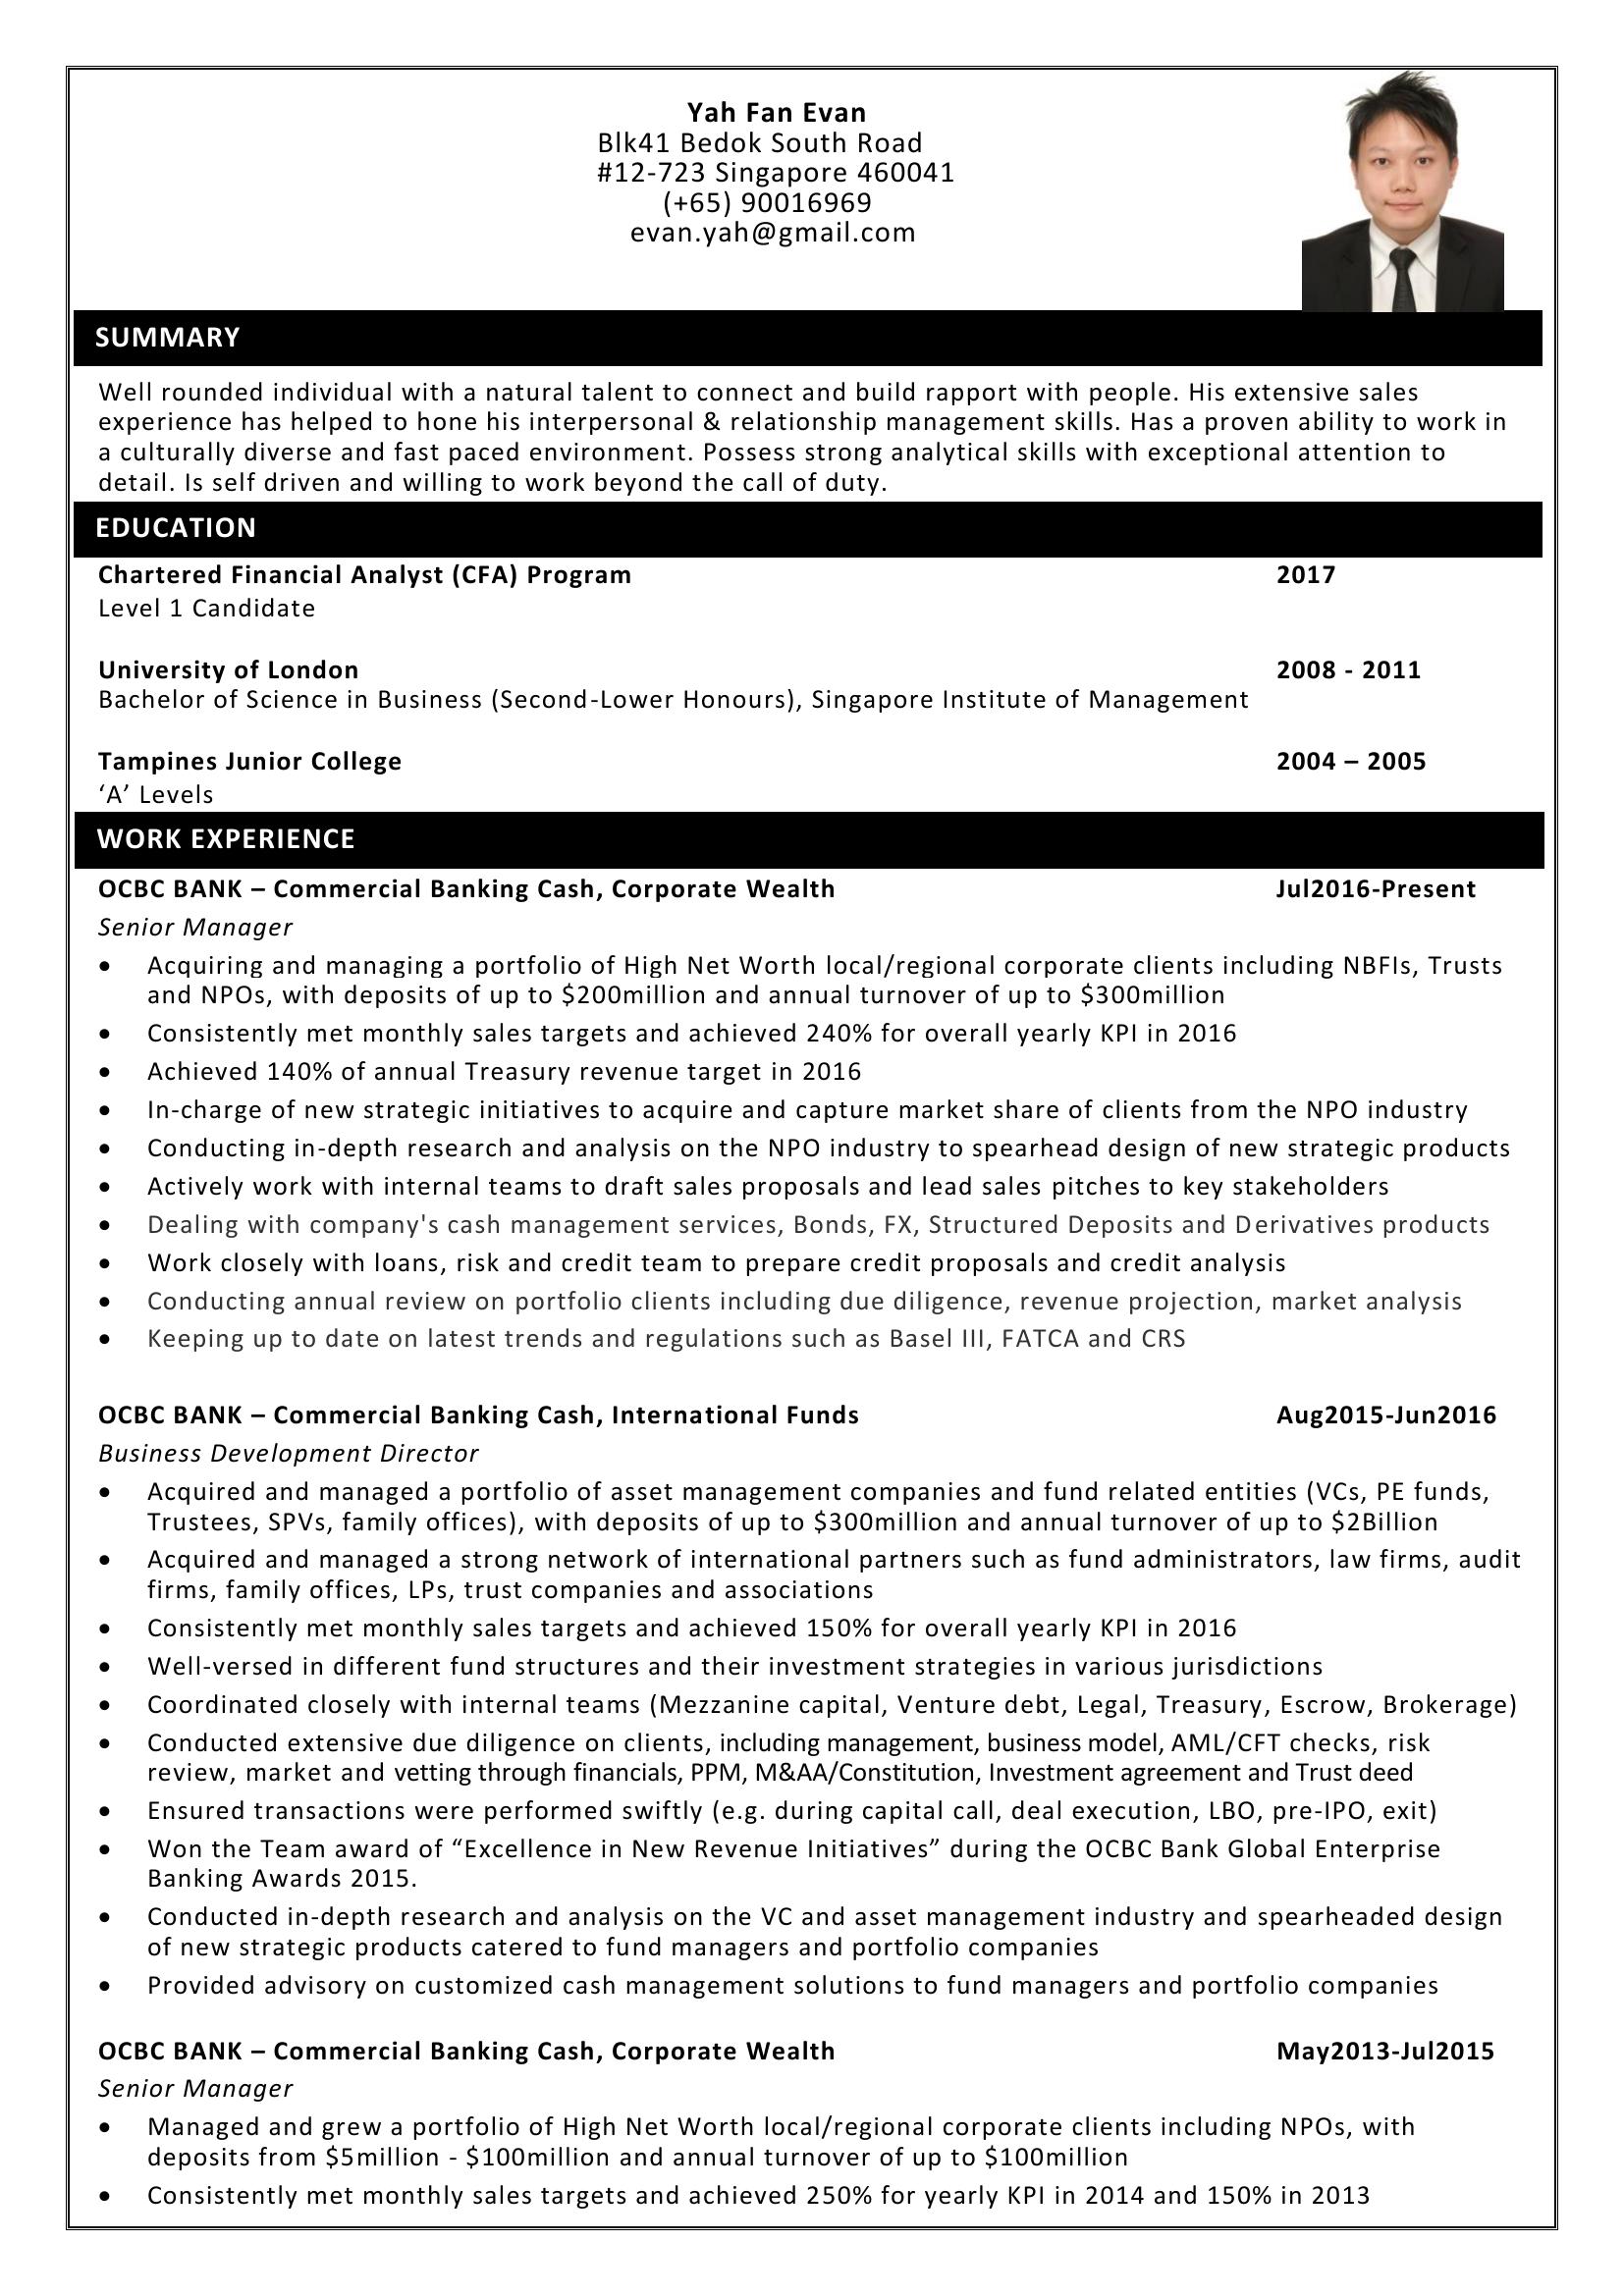 Yah Fan Evan
Blk41 Bedok South Road
#12-723 Singapore 460041
(+65) 90016969
evan.yah@gmail.com
SUMMARY
Well rounded individual with a natural talent to connect and build rapport with people. His extensive sales
experience has helped to hone his interpersonal & relationship management skills. Has a proven ability to work in
a culturally diverse and fast paced environment. Possess strong analytical skills with exceptional attention to
detail. Is self driven and willing to work beyond the call of duty.
EDUCATION
Chartered Financial Analyst (CFA) Program 2017
Level 1 Candidate
University of London 2008 - 2011
Bachelor of Science in Business (Second-Lower Honours), Singapore Institute of Management
Tampines Junior College 2004 – 2005
‘A’ Levels
WORK EXPERIENCE
OCBC BANK – Commercial Banking Cash, Corporate Wealth Jul2016-Present
Senior Manager
• Acquiring and managing a portfolio of High Net Worth local/regional corporate clients including NBFIs, Trusts
and NPOs, with deposits of up to $200million and annual turnover of up to $300million
• Consistently met monthly sales targets and achieved 240% for overall yearly KPI in 2016
• Achieved 140% of annual Treasury revenue target in 2016
• In-charge of new strategic initiatives to acquire and capture market share of clients from the NPO industry
• Conducting in-depth research and analysis on the NPO industry to spearhead design of new strategic products
• Actively work with internal teams to draft sales proposals and lead sales pitches to key stakeholders
• Dealing with company's cash management services, Bonds, FX, Structured Deposits and Derivatives products
• Work closely with loans, risk and credit team to prepare credit proposals and credit analysis
• Conducting annual review on portfolio clients including due diligence, revenue projection, market analysis
• Keeping up to date on latest trends and regulations such as Basel III, FATCA and CRS
OCBC BANK – Commercial Banking Cash, International Funds Aug2015-Jun2016
Business Development Director
• Acquired and managed a portfolio of asset management companies and fund related entities (VCs, PE funds,
Trustees, SPVs, family offices), with deposits of up to $300million and annual turnover of up to $2Billion
• Acquired and managed a strong network of international partners such as fund administrators, law firms, audit
firms, family offices, LPs, trust companies and associations
• Consistently met monthly sales targets and achieved 150% for overall yearly KPI in 2016
• Well-versed in different fund structures and their investment strategies in various jurisdictions
• Coordinated closely with internal teams (Mezzanine capital, Venture debt, Legal, Treasury, Escrow, Brokerage)
• Conducted extensive due diligence on clients, including management, business model, AML/CFT checks, risk
review, market and vetting through financials, PPM, M&AA/Constitution, Investment agreement and Trust deed
• Ensured transactions were performed swiftly (e.g. during capital call, deal execution, LBO, pre-IPO, exit)
• Won the Team award of “Excellence in New Revenue Initiatives” during the OCBC Bank Global Enterprise
Banking Awards 2015.
• Conducted in-depth research and analysis on the VC and asset management industry and spearheaded design
of new strategic products catered to fund managers and portfolio companies
• Provided advisory on customized cash management solutions to fund managers and portfolio companies
OCBC BANK – Commercial Banking Cash, Corporate Wealth May2013-Jul2015
Senior Manager
• Managed and grew a portfolio of High Net Worth local/regional corporate clients including NPOs, with
deposits from $5million - $100million and annual turnover of up to $100million
• Consistently met monthly sales targets and achieved 250% for yearly KPI in 2014 and 150% in 2013